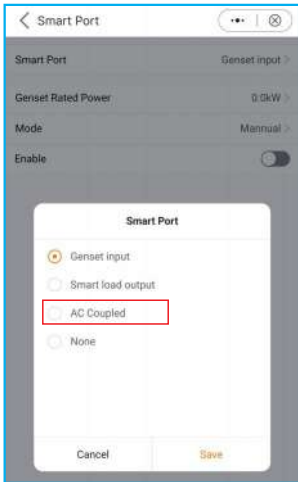 Smart Port
Smart Port Genset input >
Genset Rated Power 0.0kW >
Mode Mannual >
Enable
Smart Port
Genset input
Smart load output
AC Coupled
None
Cancel Save